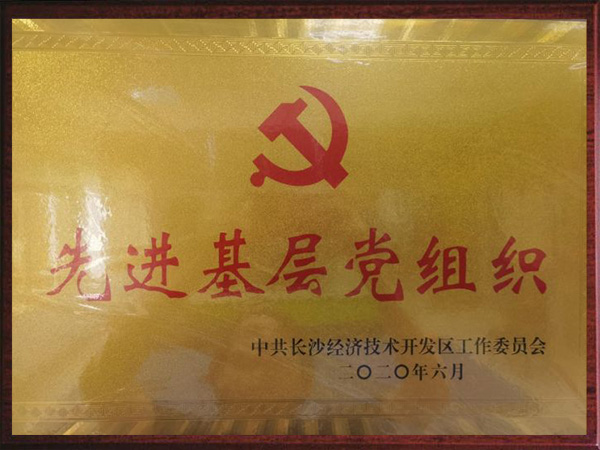 先进基层党组织
中共长沙经济技术开发区工作委员会
二〇二〇年六月